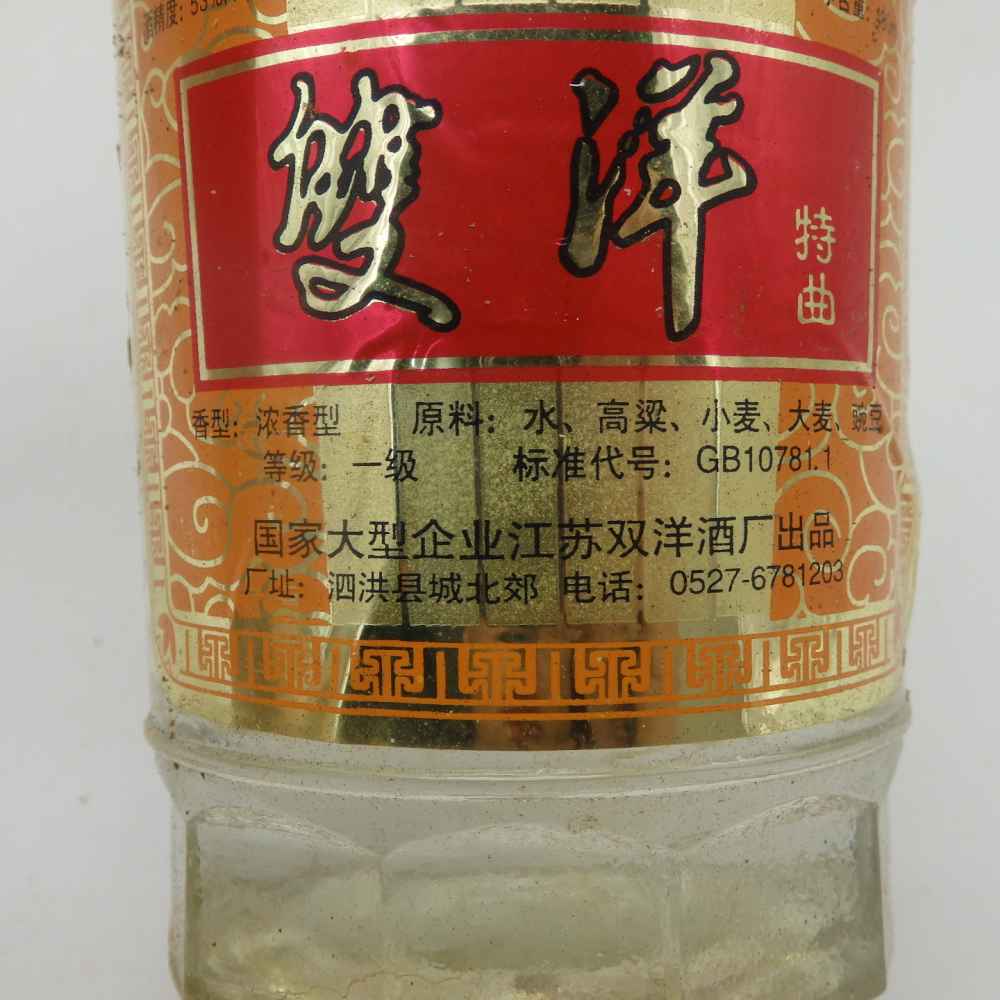 雙洋
特曲
香型：浓香型 原料：水、高粱、小麦、大麦、豌豆
等级：一级 标准代号：GB10781.1
国家大型企业江苏双洋酒厂出品
厂址：泗洪县城北郊 电话：0527-6781203